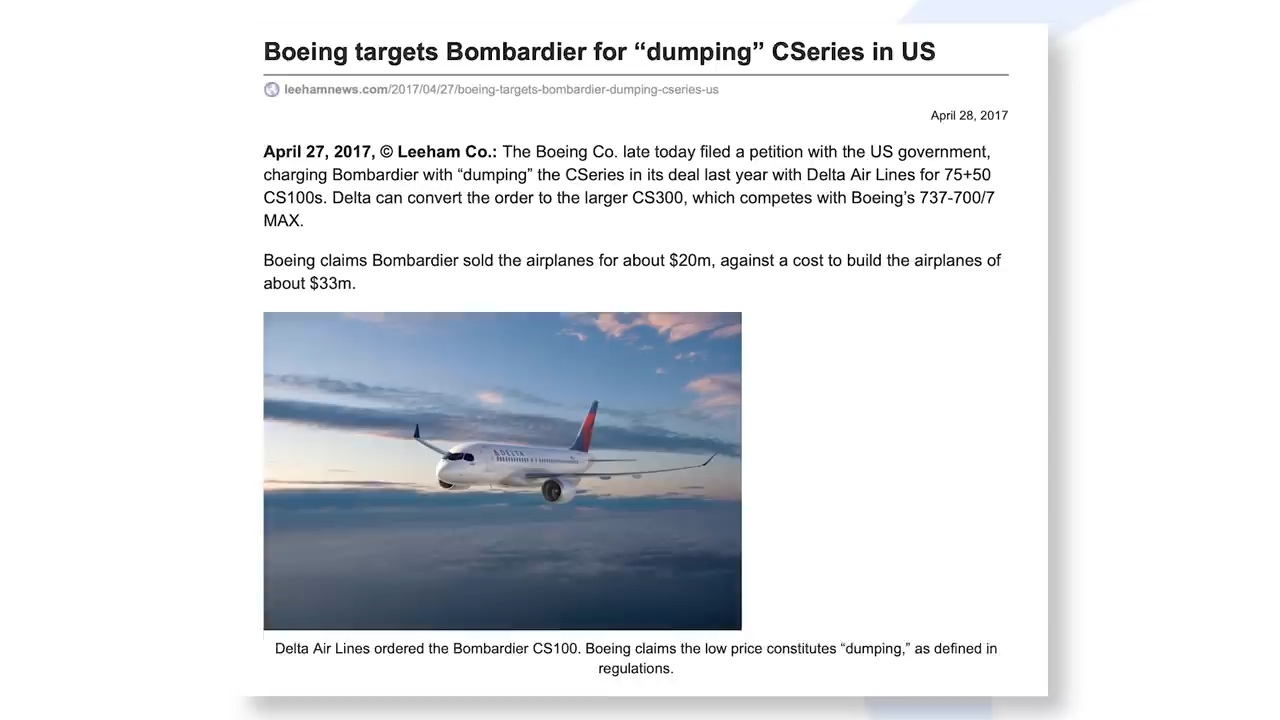 Boeing targets Bombardier for “dumping” CSeries in US
leehamnews.com/2017/04/27/boeing-targets-bombardier-dumping-cseries-us
April 28, 2017
April 27, 2017, © Leeham Co.: The Boeing Co. late today filed a petition with the US government,
charging Bombardier with “dumping” the CSeries in its deal last year with Delta Air Lines for 75+50
CS100s. Delta can convert the order to the larger CS300, which competes with Boeing’s 737-700/7
MAX.
Boeing claims Bombardier sold the airplanes for about $20m, against a cost to build the airplanes of
about $33m.
DELTA
Delta Air Lines ordered the Bombardier CS100. Boeing claims the low price constitutes “dumping,” as defined in
regulations.